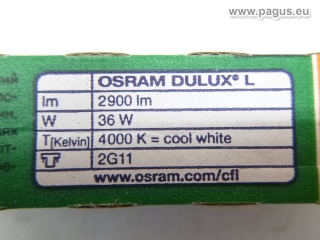 © www.pagus.eu
OSRAM DULUX® L
lm 2900 lm
W 36 W
T[Kelvin] 4000 K = cool white
2G11
www.osram.com/cfl